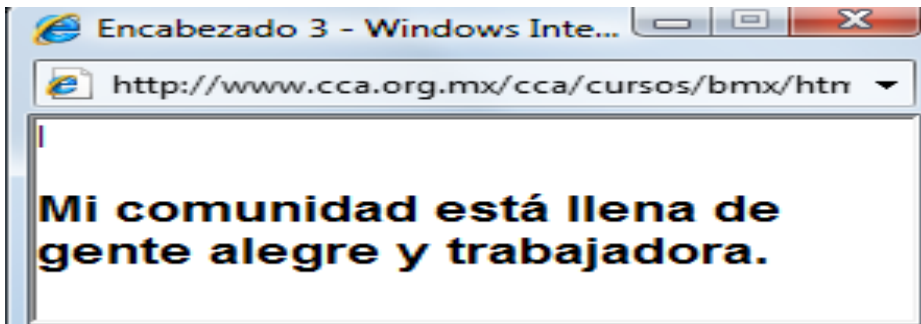 Encabezado 3 - Windows Inte...
http://www.cca.org.mx/cca/cursos/bmx/htm
Mi comunidad está llena de
gente alegre y trabajadora.